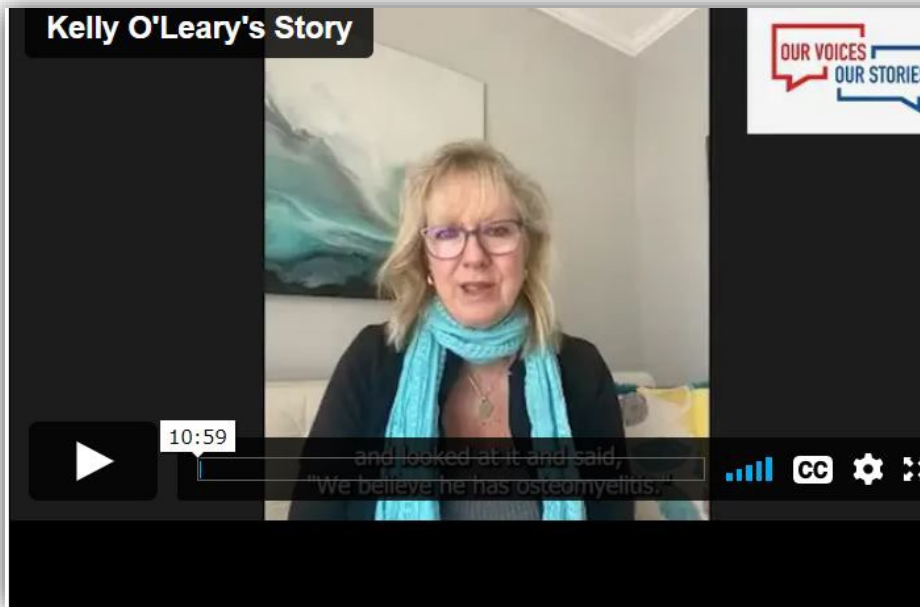 Kelly O'Leary's Story
OUR VOICES
OUR STORIES
10:59
and looked at it and said,
"We believe he has osteomyelitis."
CC